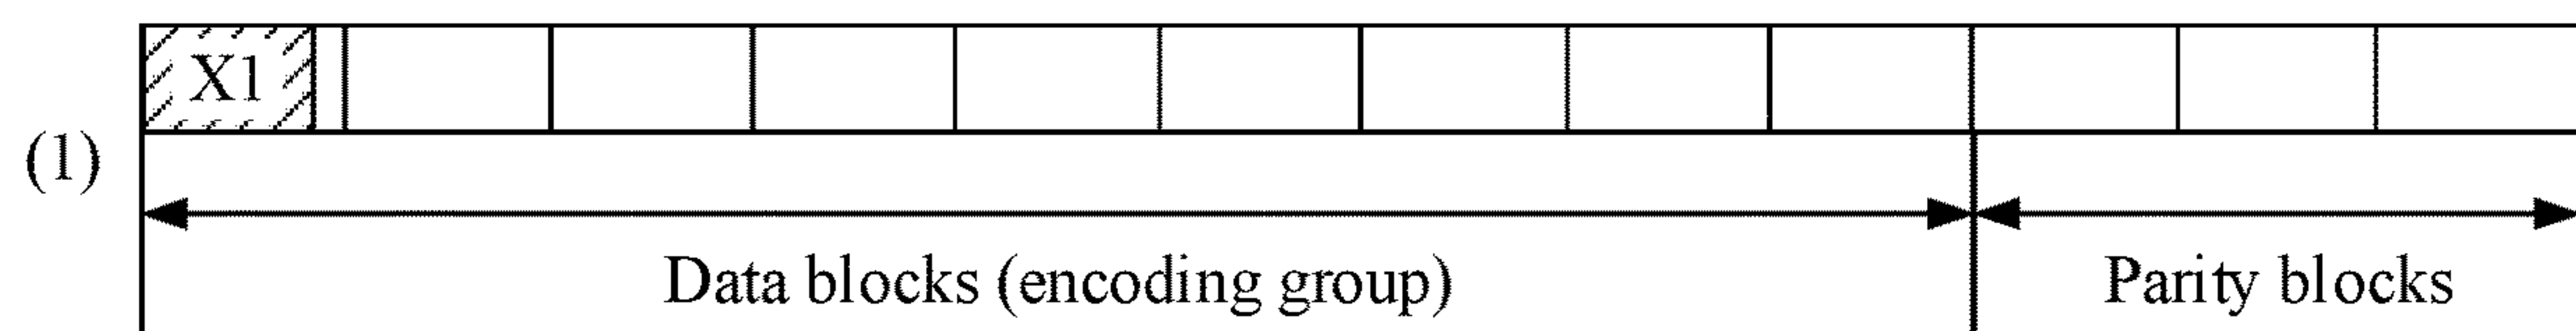 X1
(1)
Data blocks (encoding group)
Parity blocks